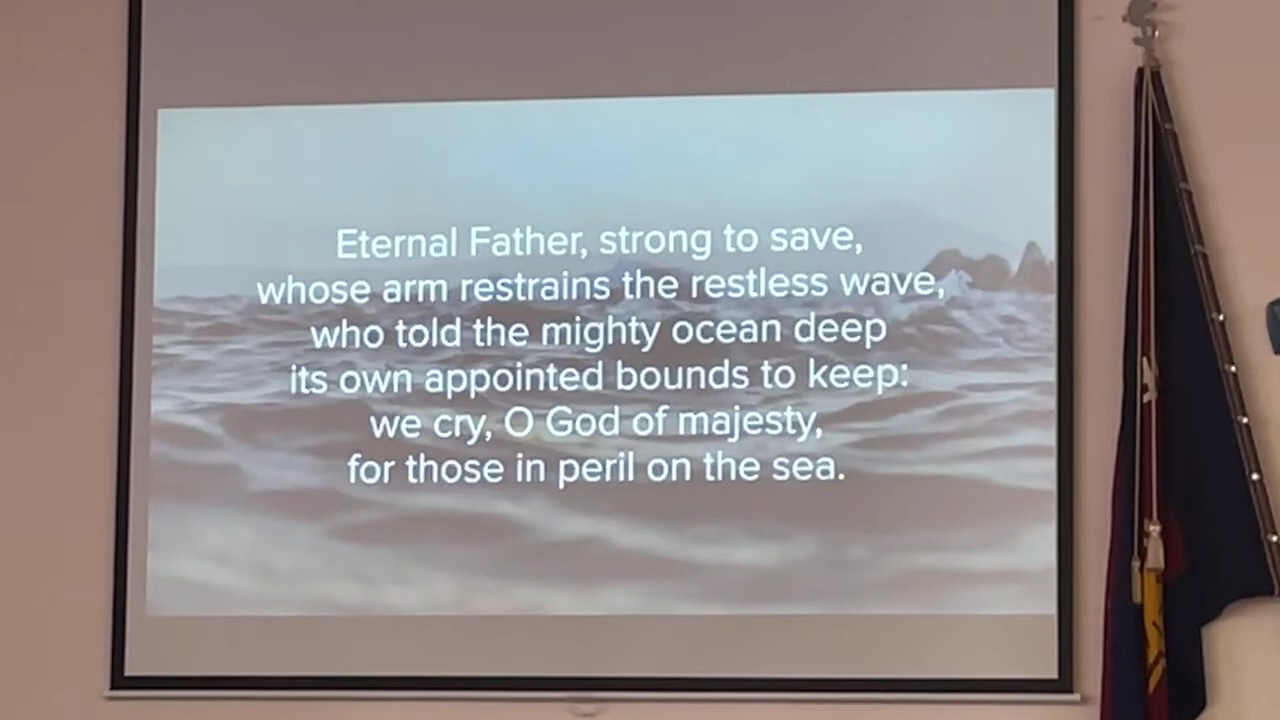 Eternal Father, strong to save,
whose arm restrains the restless wave,
who told the mighty ocean deep
its own appointed bounds to keep:
we cry, O God of majesty,
for those in peril on the sea.